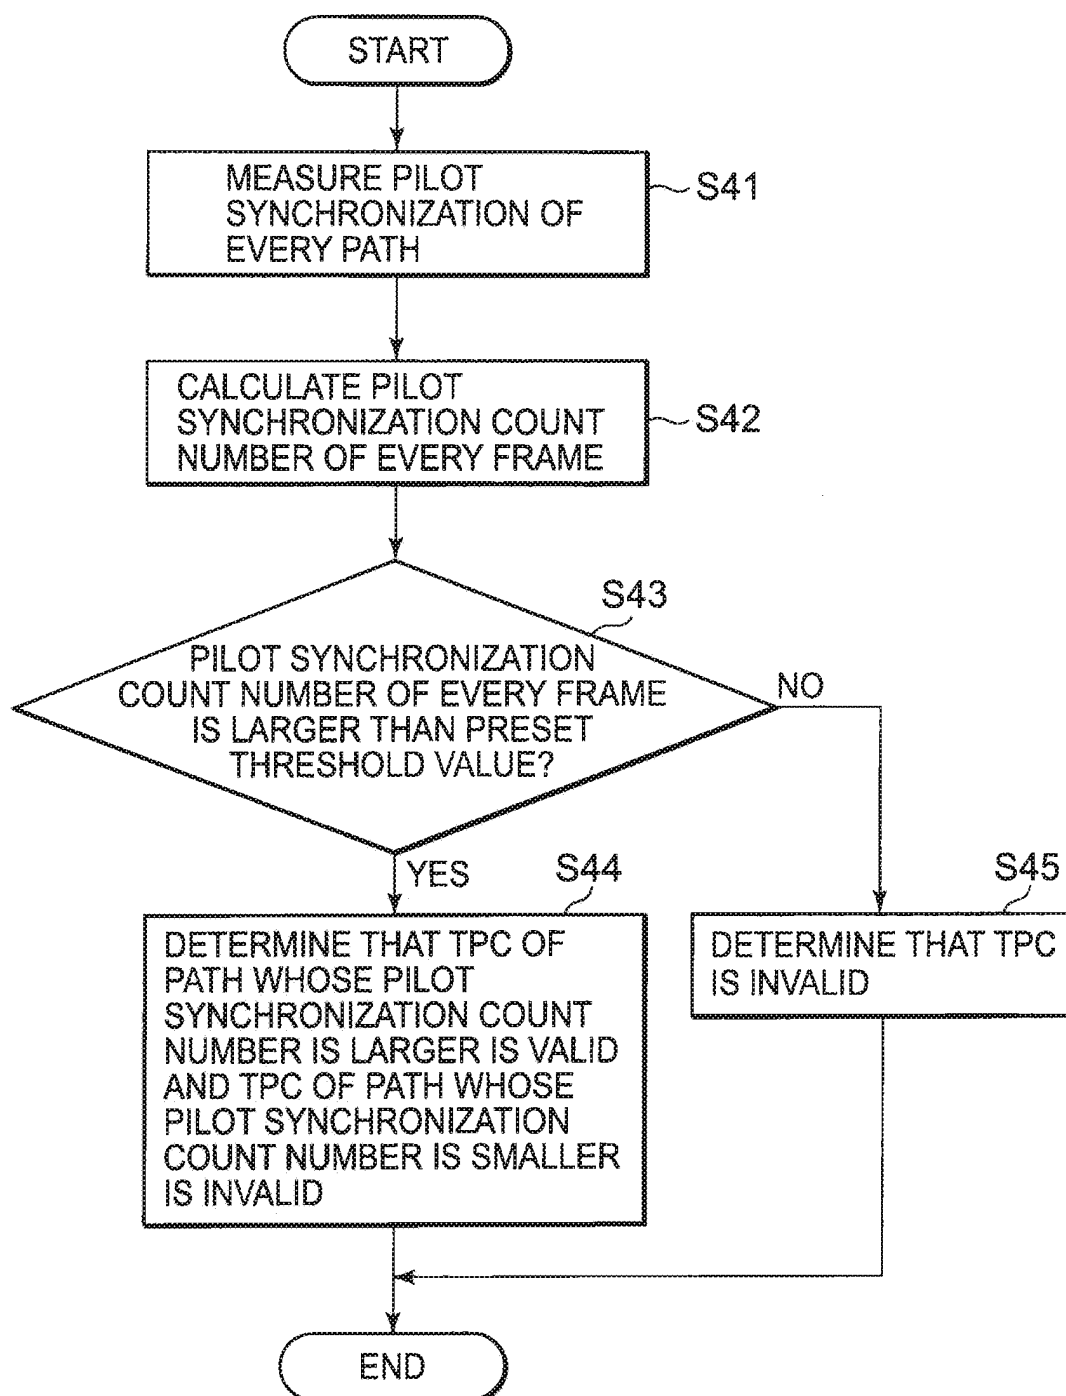 START
MEASURE PILOT
SYNCHRONIZATION OF
EVERY PATH
S41
CALCULATE PILOT
SYNCHRONIZATION COUNT
NUMBER OF EVERY FRAME
S42
S43
PILOT SYNCHRONIZATION
COUNT NUMBER OF EVERY FRAME
IS LARGER THAN PRESET
THRESHOLD VALUE?
NO
YES
S44
DETERMINE THAT TPC OF
PATH WHOSE PILOT
SYNCHRONIZATION COUNT
NUMBER IS LARGER IS VALID
AND TPC OF PATH WHOSE
PILOT SYNCHRONIZATION
COUNT NUMBER IS SMALLER
IS INVALID
S45
DETERMINE THAT TPC
IS INVALID
END